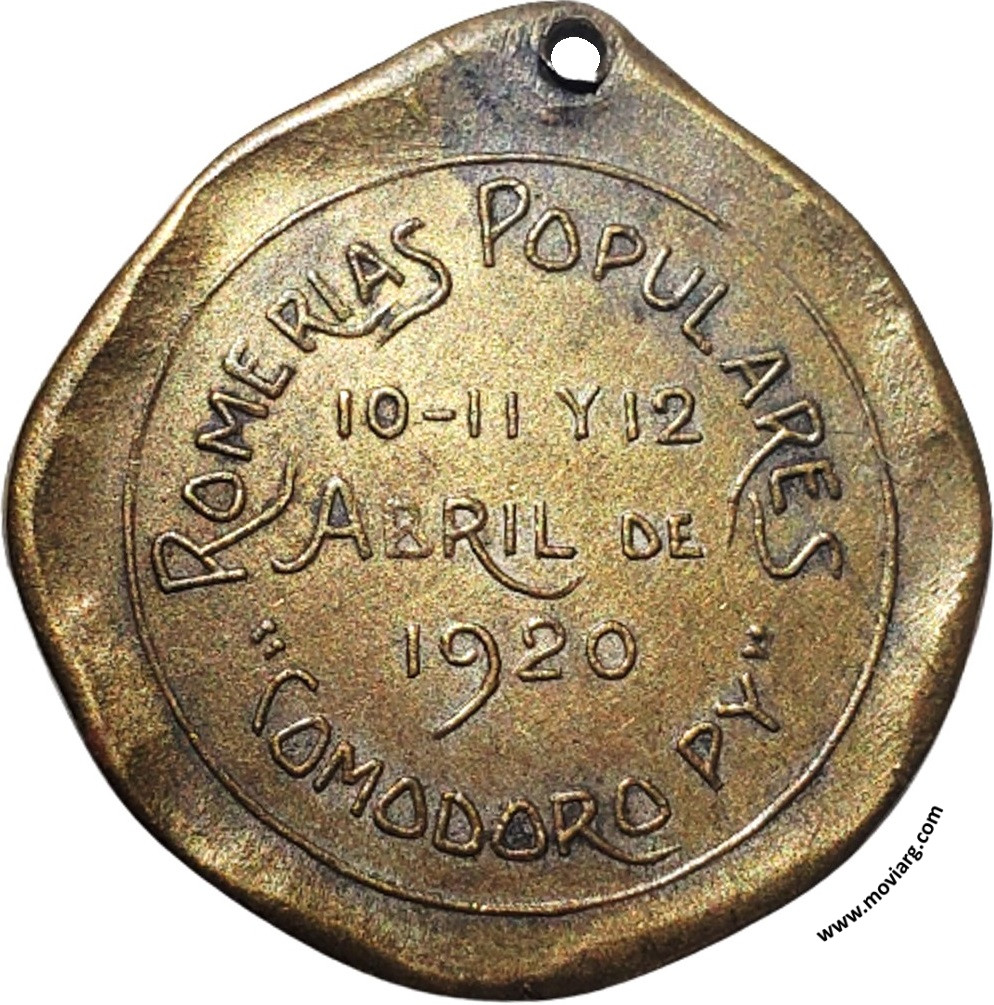 ROMERIAS POPULARES
10-11 Y 12
ABRIL DE
1920
"COMODORO PY"
www.moviarg.com